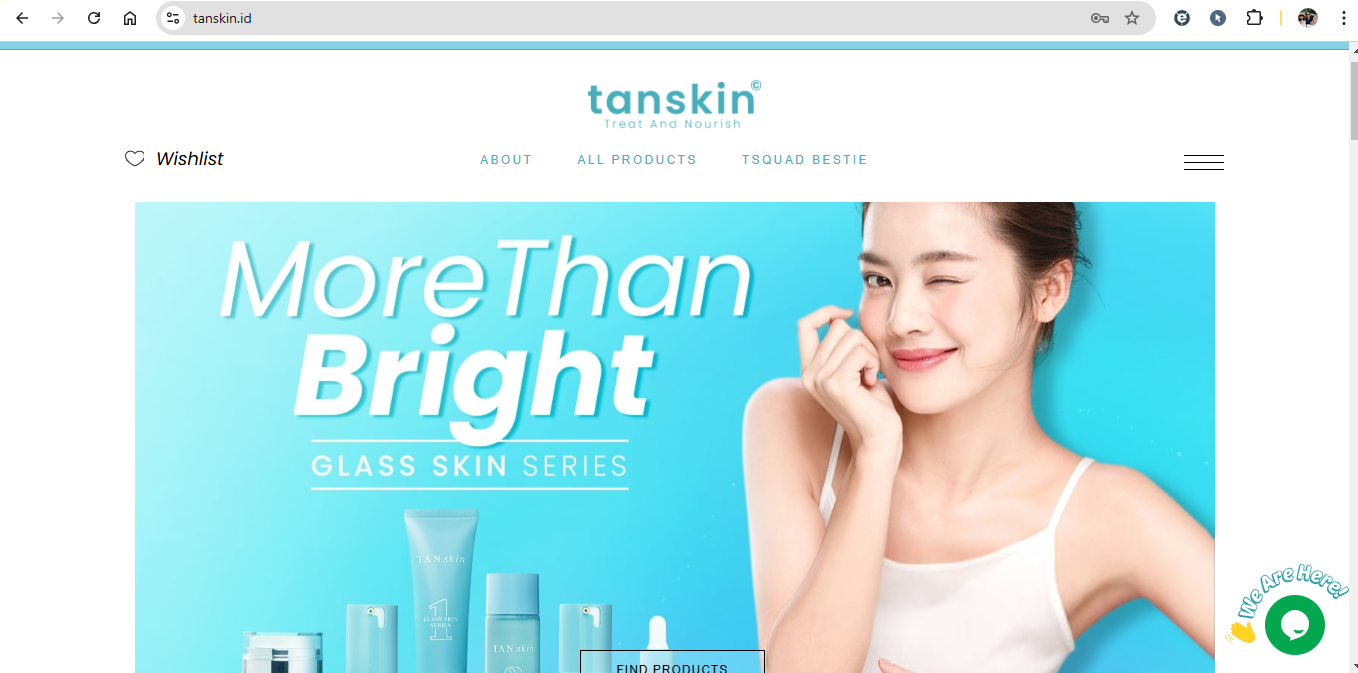 tanskin.id
tanskin©
Treat And Nourish
Wishlist
ABOUT ALL PRODUCTS TSQUAD BESTIE
MoreThan
Bright
GLASS SKIN SERIES
TAN skin
1
GLASS SKIN
SERIES
TAN skin
FIND PRODUCTS
We Are Here!